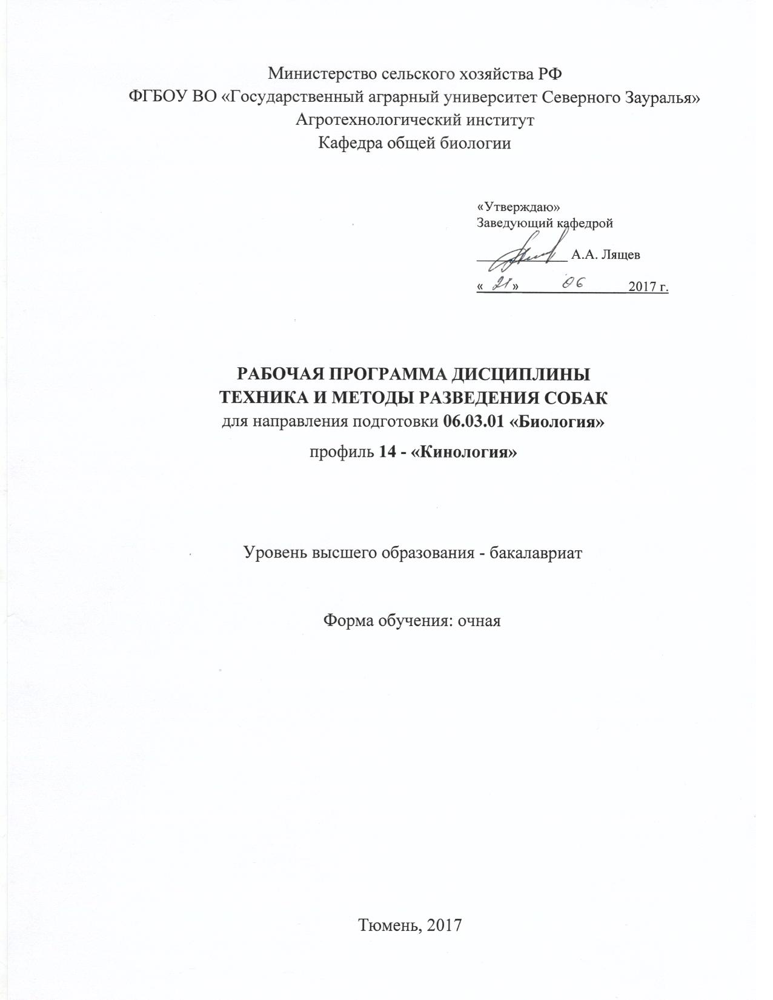 Министерство сельского хозяйства РФ
ФГБОУ ВО «Государственный аграрный университет Северного Зауралья»
Агротехнологический институт
Кафедра общей биологии
«Утверждаю»
Заведующий кафедрой
А.А. Лящев
«21» 06 2017 г.
РАБОЧАЯ ПРОГРАММА ДИСЦИПЛИНЫ
ТЕХНИКА И МЕТОДЫ РАЗВЕДЕНИЯ СОБАК
для направления подготовки 06.03.01 «Биология»
профиль 14 - «Кинология»
Уровень высшего образования - бакалавриат
Форма обучения: очная
Тюмень, 2017